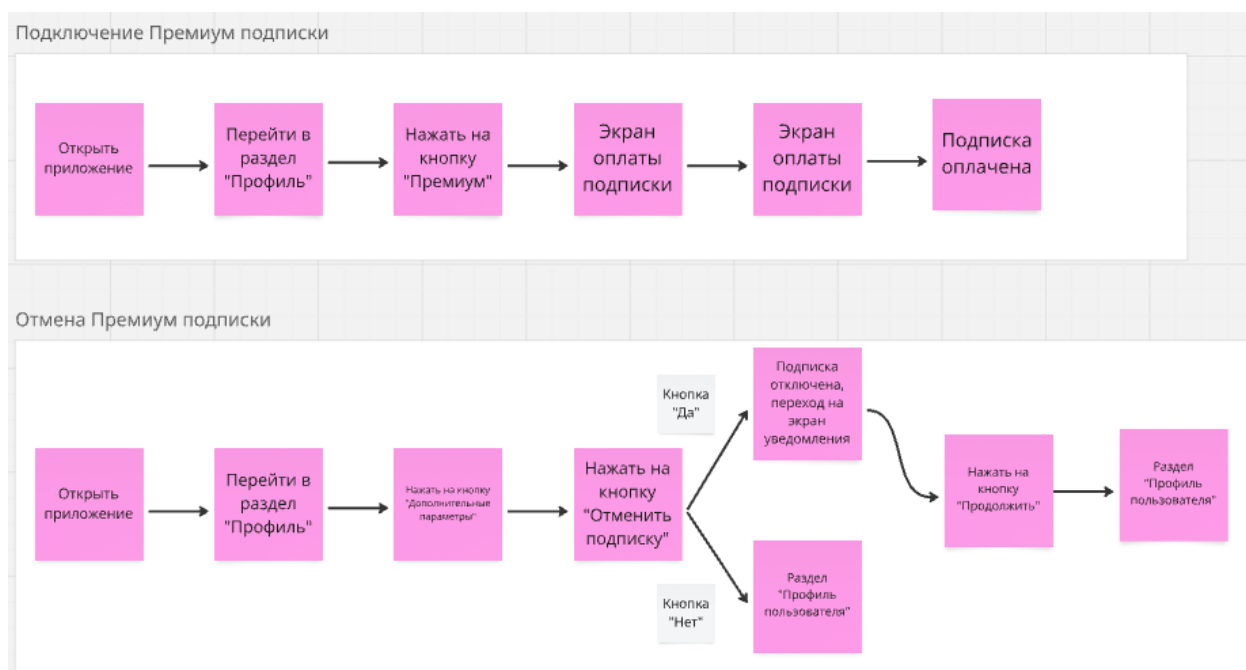 Подключение Премиум подписки
Открыть
приложение
Перейти в
раздел
"Профиль"
Нажать на
кнопку
"Премиум"
Экран
оплаты
подписки
Экран
оплаты
подписки
Подписка
оплачена
Отмена Премиум подписки
Открыть
приложение
Перейти в
раздел
"Профиль"
Нажать на кнопку
"Дополнительные
параметры"
Нажать на
кнопку
"Отменить
подписку"
Кнопка
"Да"
Подписка
отключена,
переход на
экран
уведомления
Нажать на
кнопку
"Продолжить"
Раздел
"Профиль
пользователя"
Кнопка
"Нет"
Раздел
"Профиль
пользователя"